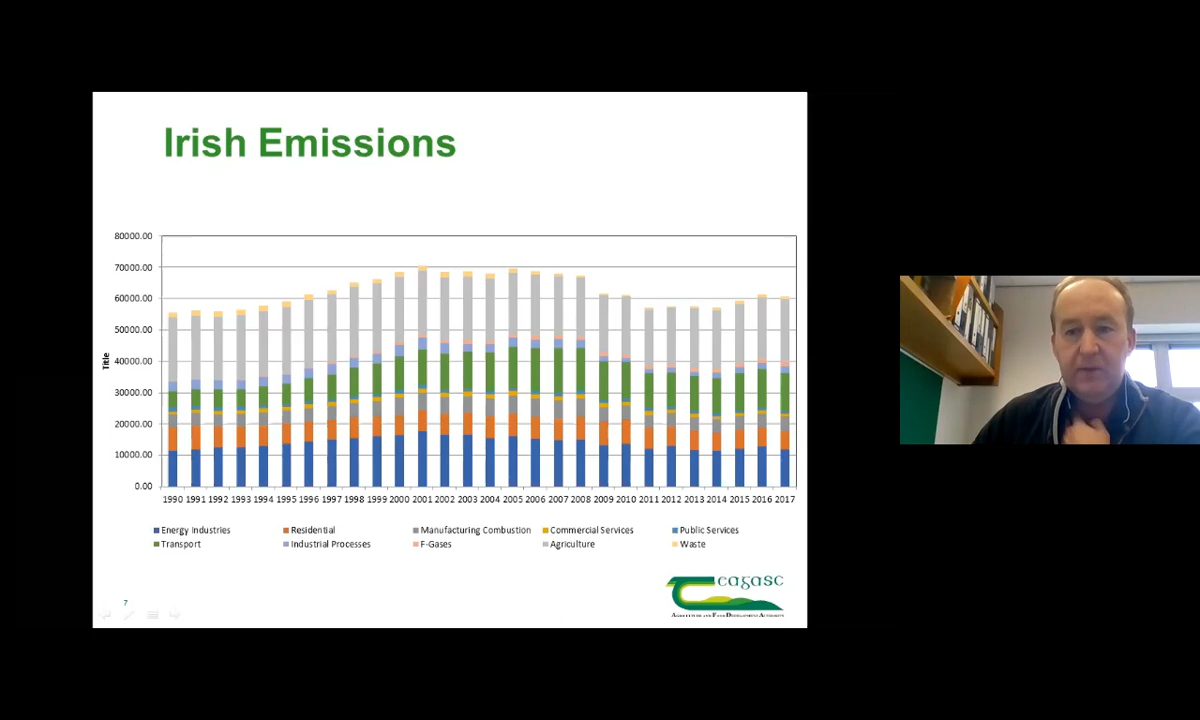 Irish Emissions
80000.00
70000.00
60000.00
50000.00
40000.00
30000.00
20000.00
10000.00
0.00
Title
1990 1991 1992 1993 1994 1995 1996 1997 1998 1999 2000 2001 2002 2003 2004 2005 2006 2007 2008 2009 2010 2011 2012 2013 2014 2015 2016 2017
Energy Industries Residential Manufacturing Combustion Commercial Services Public Services
Transport Industrial Processes F-Gases Agriculture Waste
7
teagasc
Agriculture and Food Development Authority